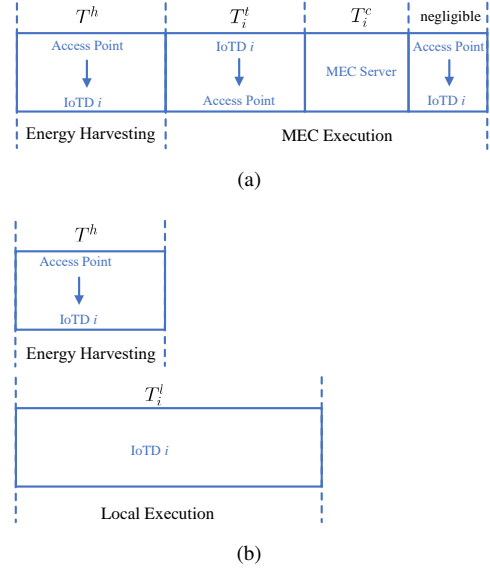 T^h T_i^t T_i^c negligible
Access Point IoTD i MEC Server Access Point
IoTD i Access Point IoTD i
Energy Harvesting MEC Execution
(a)
T^h
Access Point
IoTD i
Energy Harvesting
T_i^l
IoTD i
Local Execution
(b)